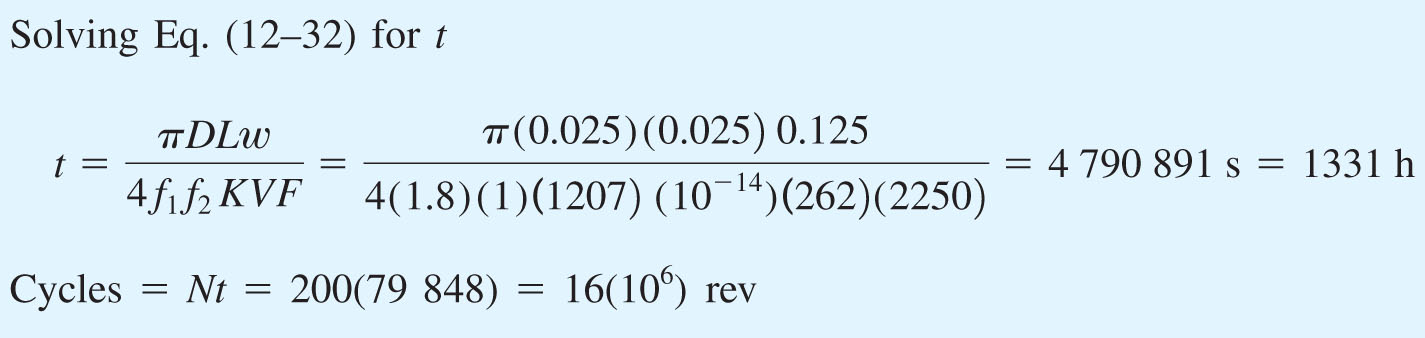 Solving Eq. (12–32) for t
t = πDLw / 4f₁f₂KVF = π(0.025)(0.025) 0.125 / 4(1.8)(1)(1207) (10⁻¹⁴)(262)(2250) = 4 790 891 s = 1331 h
Cycles = Nt = 200(79 848) = 16(10⁶) rev